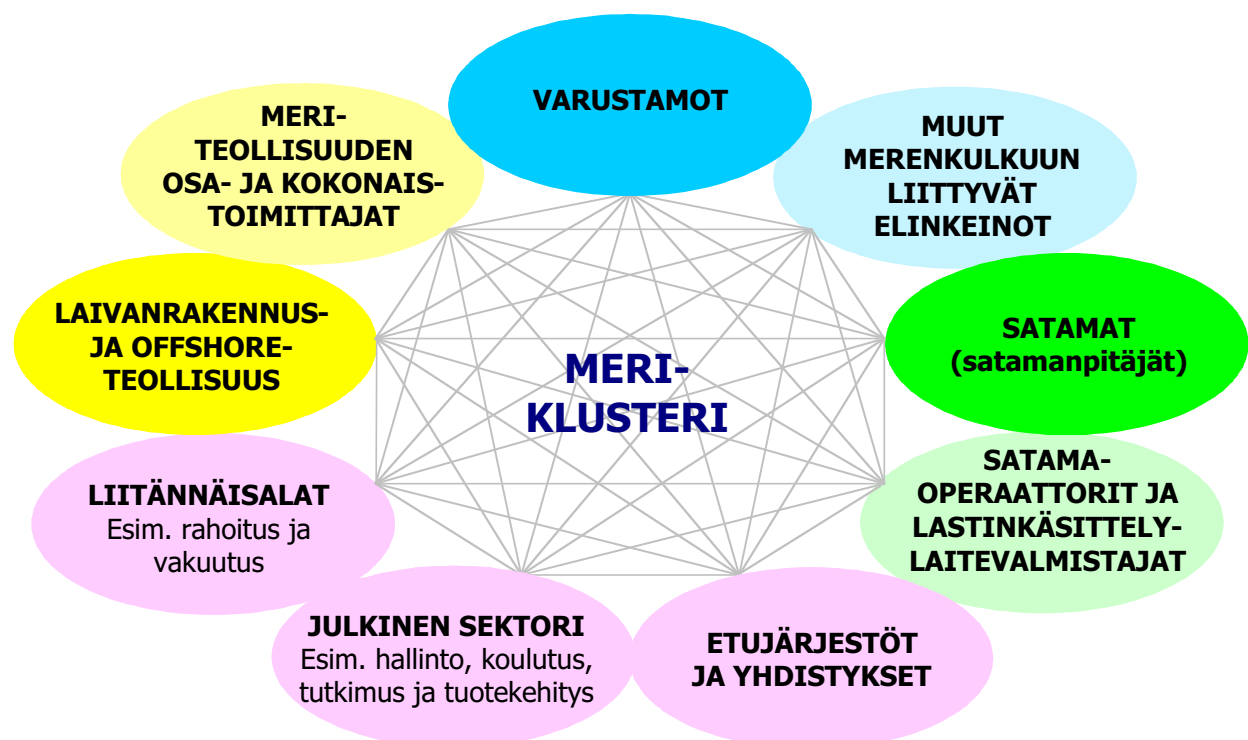 VARUSTAMOT
MUUT
MERENKULKUUN
LIITTYVÄT
ELINKEINOT
SATAMAT
(satamanpitäjät)
SATAMA-
OPERAATTORIT JA
LASTINKÄSITTELY-
LAITEVALMISTAJAT
ETUJÄRJESTÖT
JA YHDISTYKSET
JULKINEN SEKTORI
Esim. hallinto, koulutus,
tutkimus ja tuotekehitys
LIITÄNNÄISALAT
Esim. rahoitus ja
vakuutus
LAIVANRAKENNUS-
JA OFFSHORE-
TEOLLISUUS
MERI-
TEOLLISUUDEN
OSA- JA KOKONAIS-
TOIMITTAJAT
MERI-
KLUSTERI